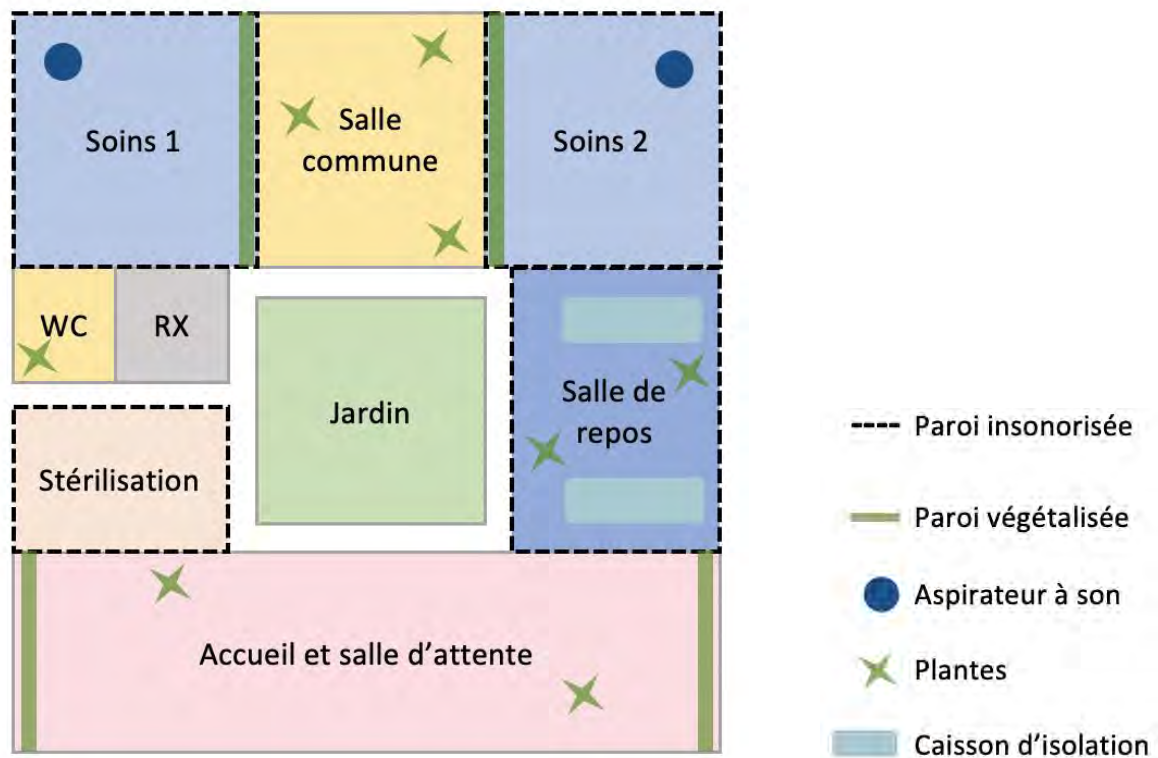 Soins 1
Salle
commune
Soins 2
WC
RX
Jardin
Salle de
repos
Stérilisation
Accueil et salle d'attente
Paroi insonorisée
Paroi végétalisée
Aspirateur à son
Plantes
Caisson d'isolation